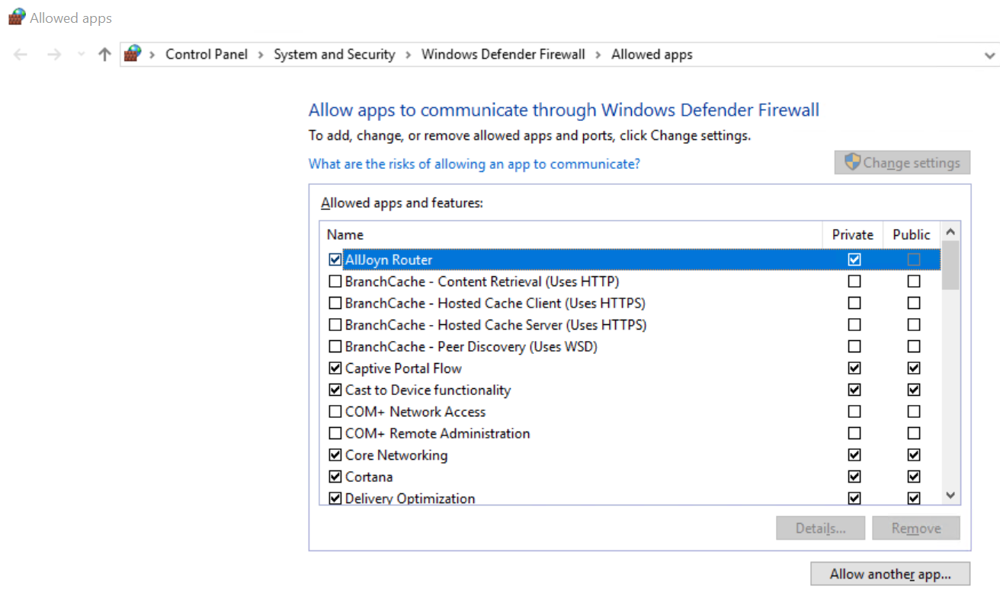 Allowed apps
Control Panel > System and Security > Windows Defender Firewall > Allowed apps
Allow apps to communicate through Windows Defender Firewall
To add, change, or remove allowed apps and ports, click Change settings.
What are the risks of allowing an app to communicate?
Change settings
Allowed apps and features:
Name Private Public
AllJoyn Router
BranchCache - Content Retrieval (Uses HTTP)
BranchCache - Hosted Cache Client (Uses HTTPS)
BranchCache - Hosted Cache Server (Uses HTTPS)
BranchCache - Peer Discovery (Uses WSD)
Captive Portal Flow
Cast to Device functionality
COM+ Network Access
COM+ Remote Administration
Core Networking
Cortana
Delivery Optimization
Details... Remove
Allow another app...